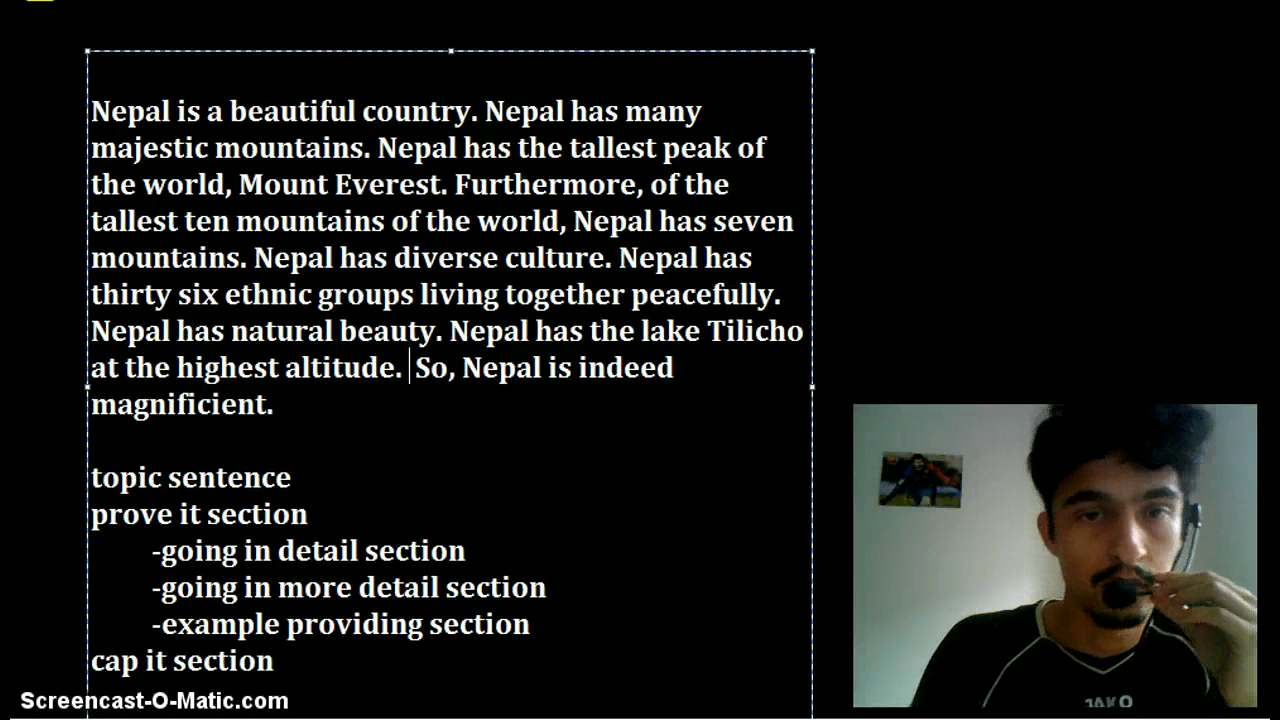 Nepal is a beautiful country. Nepal has many
majestic mountains. Nepal has the tallest peak of
the world, Mount Everest. Furthermore, of the
tallest ten mountains of the world, Nepal has seven
mountains. Nepal has diverse culture. Nepal has
thirty six ethnic groups living together peacefully.
Nepal has natural beauty. Nepal has the lake Tilicho
at the highest altitude. So, Nepal is indeed
magnificient.
topic sentence
prove it section
-going in detail section
-going in more detail section
-example providing section
cap it section
JAKO
Screencast-O-Matic.com